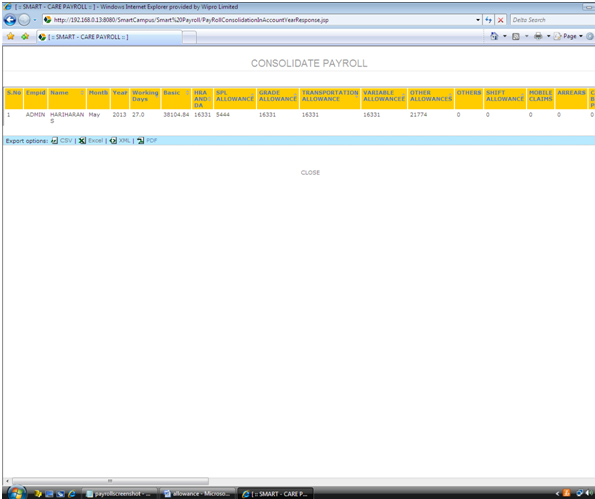 [ :: SMART - CARE PAYROLL :: ] - Windows Internet Explorer provided by Wipro Limited
http://192.168.0.13:8080/SmartCampus/Smart%20Payroll/PayRollConsolidationInAccountYearResponse.jsp
Delta Search
[ :: SMART - CARE PAYROLL :: ]
Page
CONSOLIDATE PAYROLL
S.No Empid Name Month Year Working Days Basic HRA AND DA SPL ALLOWANCE GRADE ALLOWANCE TRANSPORTATION ALLOWANCE VARIABLE ALLOWANCE OTHER ALLOWANCES OTHERS SHIFT ALLOWANCE MOBILE CLAIMS ARREARS
1 ADMIN HARIHARAN S May 2013 27.0 38104.84 16331 5444 16331 16331 16331 21774 0 0 0 0 0
Export options: CSV | Excel | XML | PDF
CLOSE
payrollscreenshot - ... allowance - Microso... [ :: SMART - CARE P...